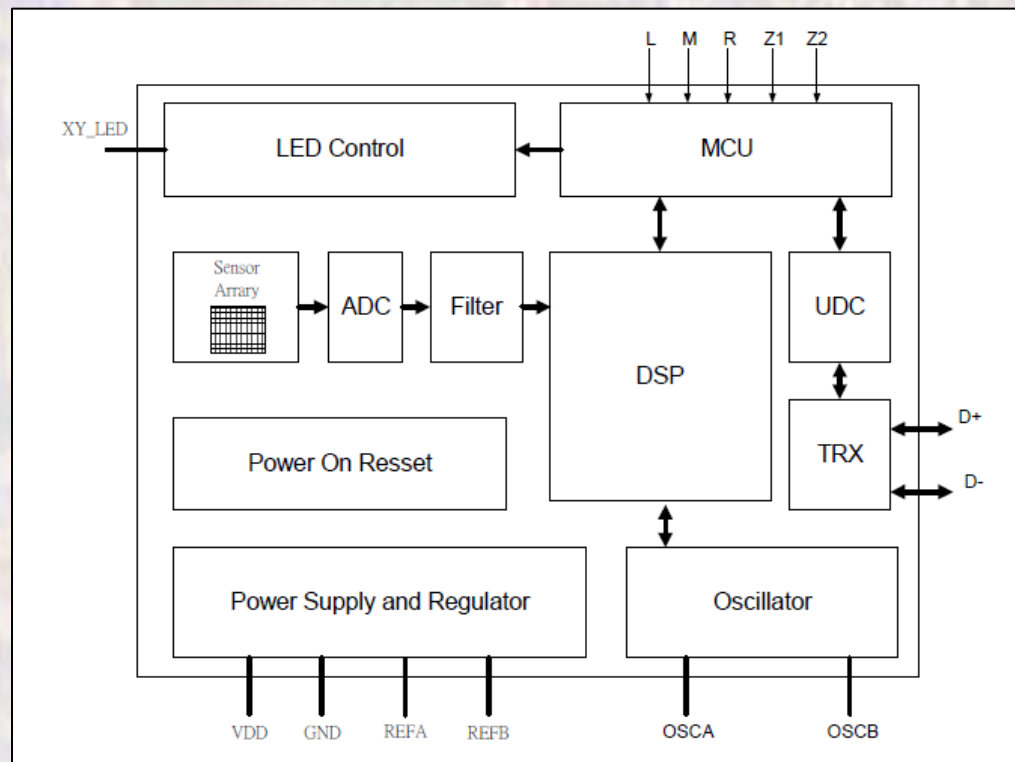 L M R Z1 Z2
XY_LED
LED Control
MCU
Sensor
Arrary
ADC
Filter
DSP
UDC
Power On Resset
TRX
D+
D-
Power Supply and Regulator
Oscillator
VDD GND REFA REFB OSCA OSCB